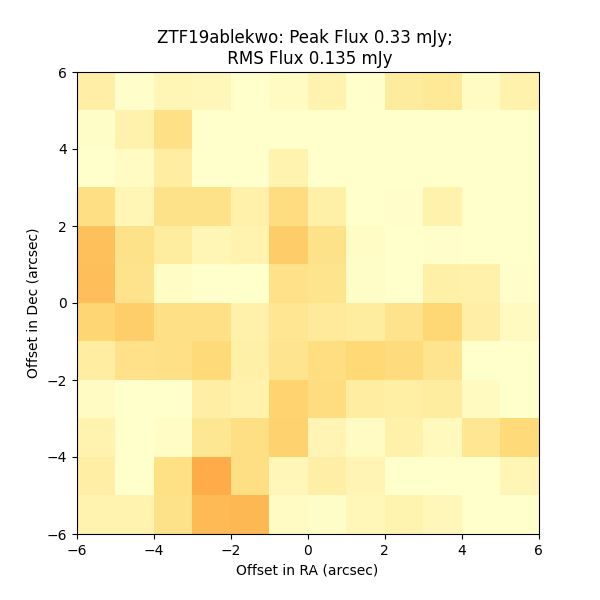 ZTF19ablekwo: Peak Flux 0.33 mJy;
RMS Flux 0.135 mJy
6
4
2
0
−2
−4
−6
Offset in Dec (arcsec)
−6 −4 −2 0 2 4 6
Offset in RA (arcsec)